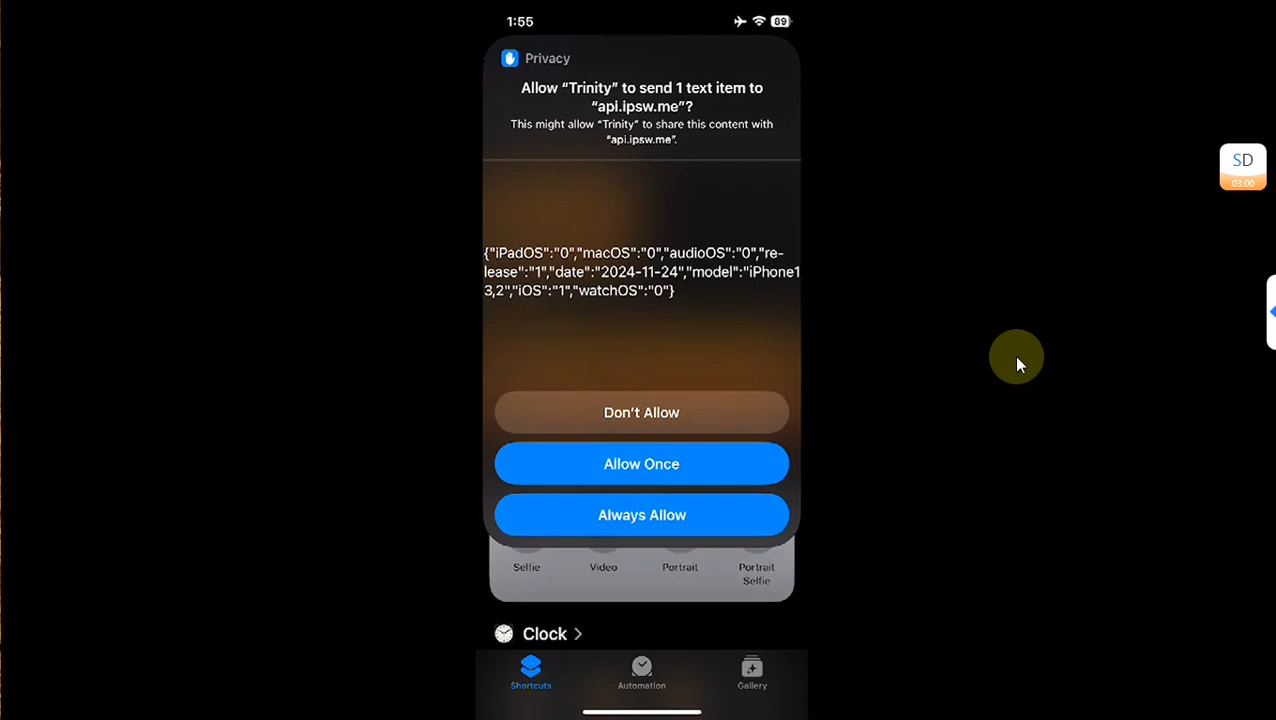 1:55
89
Privacy
Allow “Trinity” to send 1 text item to
“api.ipsw.me”?
This might allow “Trinity” to share this content with
“api.ipsw.me”.
{"iPadOS":"0","macOS":"0","audioOS":"0","re-
lease":"1","date":"2024-11-24","model":"iPhone1
3,2","iOS":"1","watchOS":"0"}
Don’t Allow
Allow Once
Always Allow
Selfie
Video
Portrait
Portrait
Selfie
Clock
Shortcuts
Automation
Gallery
SD
03:00